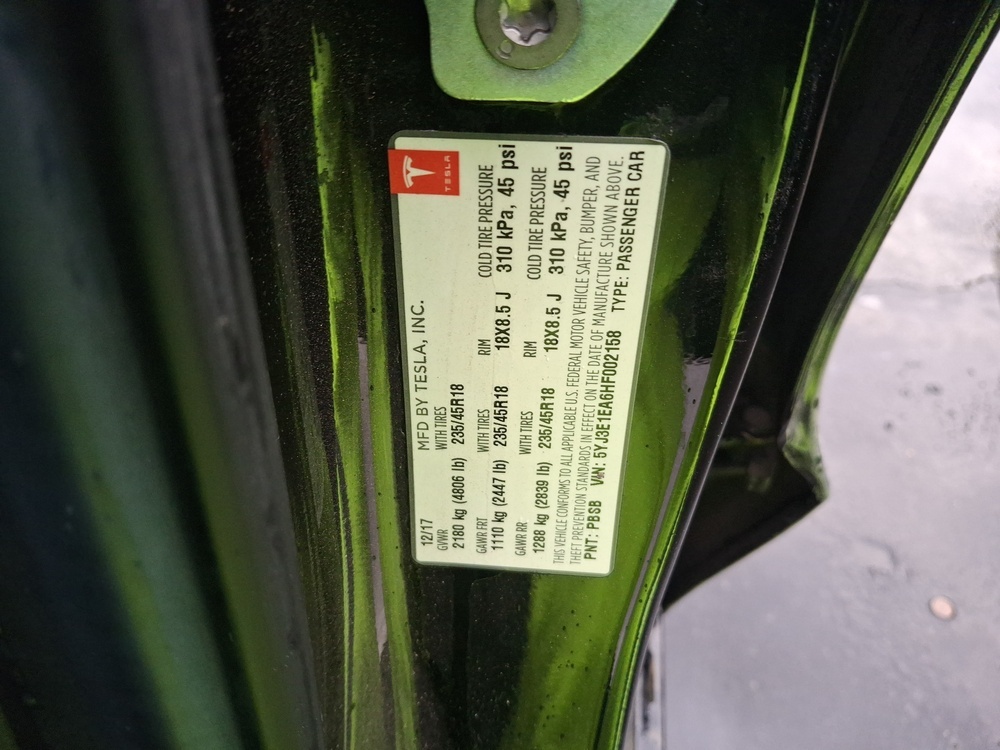 TESLA
12/17 MFD BY TESLA, INC.
GVWR WITH TIRES RIM COLD TIRE PRESSURE
2180 kg (4806 lb) 235/45R18
GAWR FRT WITH TIRES RIM COLD TIRE PRESSURE
1110 kg (2447 lb) 235/45R18 18X8.5 J 310 kPa, 45 psi
GAWR RR WITH TIRES RIM COLD TIRE PRESSURE
1288 kg (2839 lb) 235/45R18 18X8.5 J 310 kPa, 45 psi
THIS VEHICLE CONFORMS TO ALL APPLICABLE U.S. FEDERAL MOTOR VEHICLE SAFETY, BUMPER, AND
THEFT PREVENTION STANDARDS IN EFFECT ON THE DATE OF MANUFACTURE SHOWN ABOVE.
PNT: PBSB VIN: 5YJ3E1EA6HF002158 TYPE: PASSENGER CAR